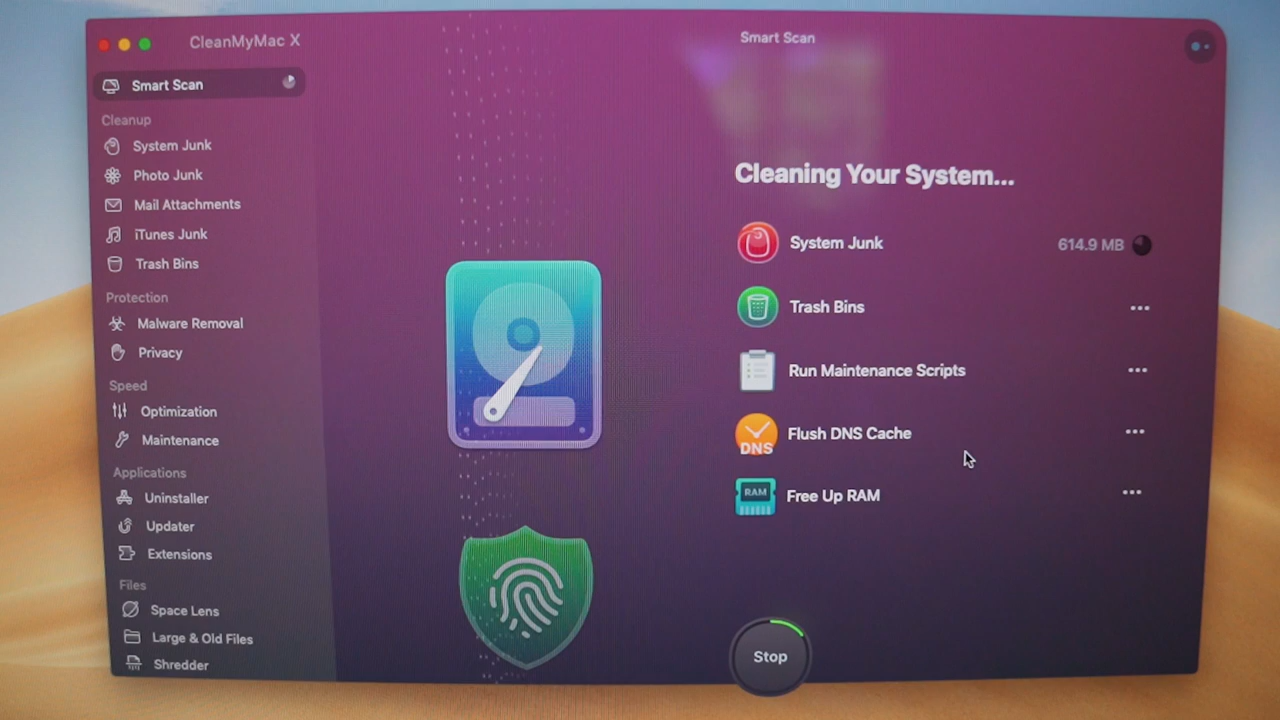 CleanMyMac X
Smart Scan
Smart Scan
Cleanup
System Junk
Photo Junk
Mail Attachments
iTunes Junk
Trash Bins
Protection
Malware Removal
Privacy
Speed
Optimization
Maintenance
Applications
Uninstaller
Updater
Extensions
Files
Space Lens
Large & Old Files
Shredder
Cleaning Your System...
System Junk 614.9 MB
Trash Bins
Run Maintenance Scripts
DNS Flush DNS Cache
RAM Free Up RAM
Stop